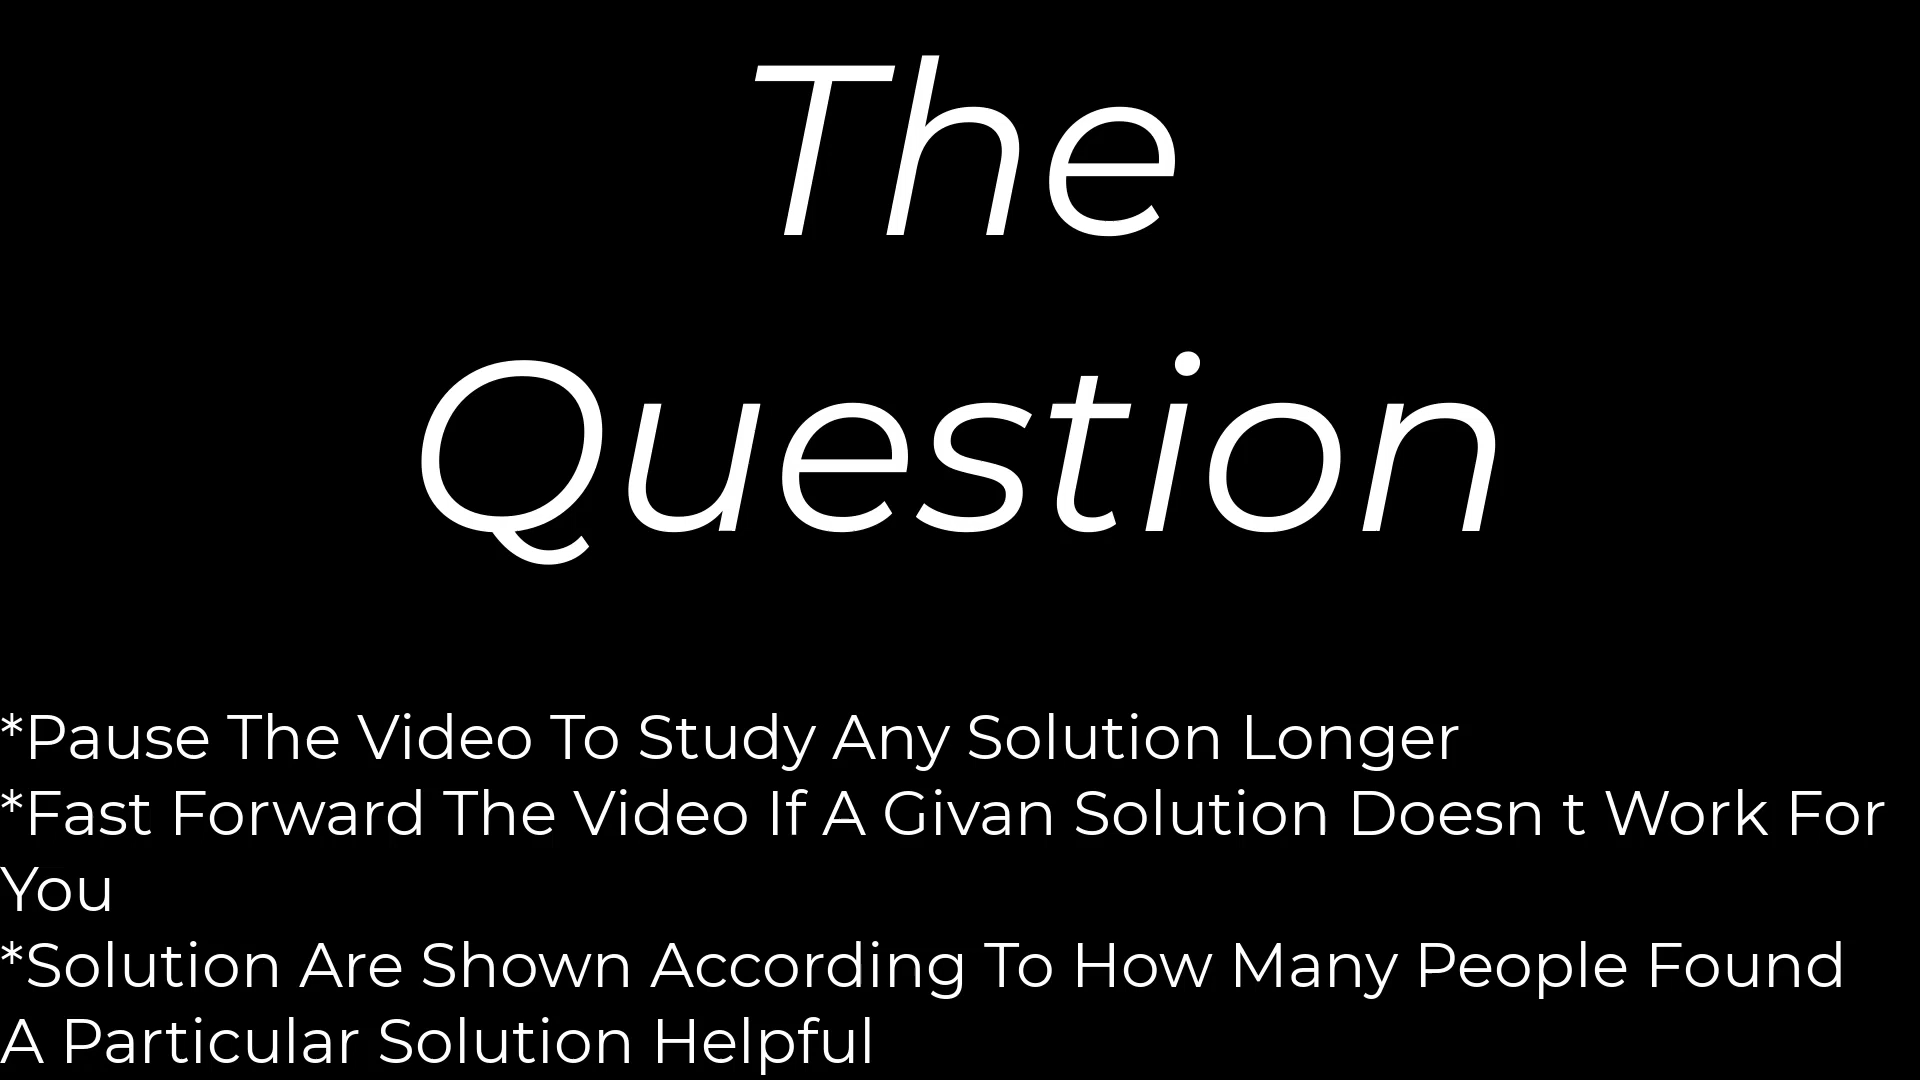 The
Question
*Pause The Video To Study Any Solution Longer
*Fast Forward The Video If A Givan Solution Doesn t Work For
You
*Solution Are Shown According To How Many People Found
A Particular Solution Helpful